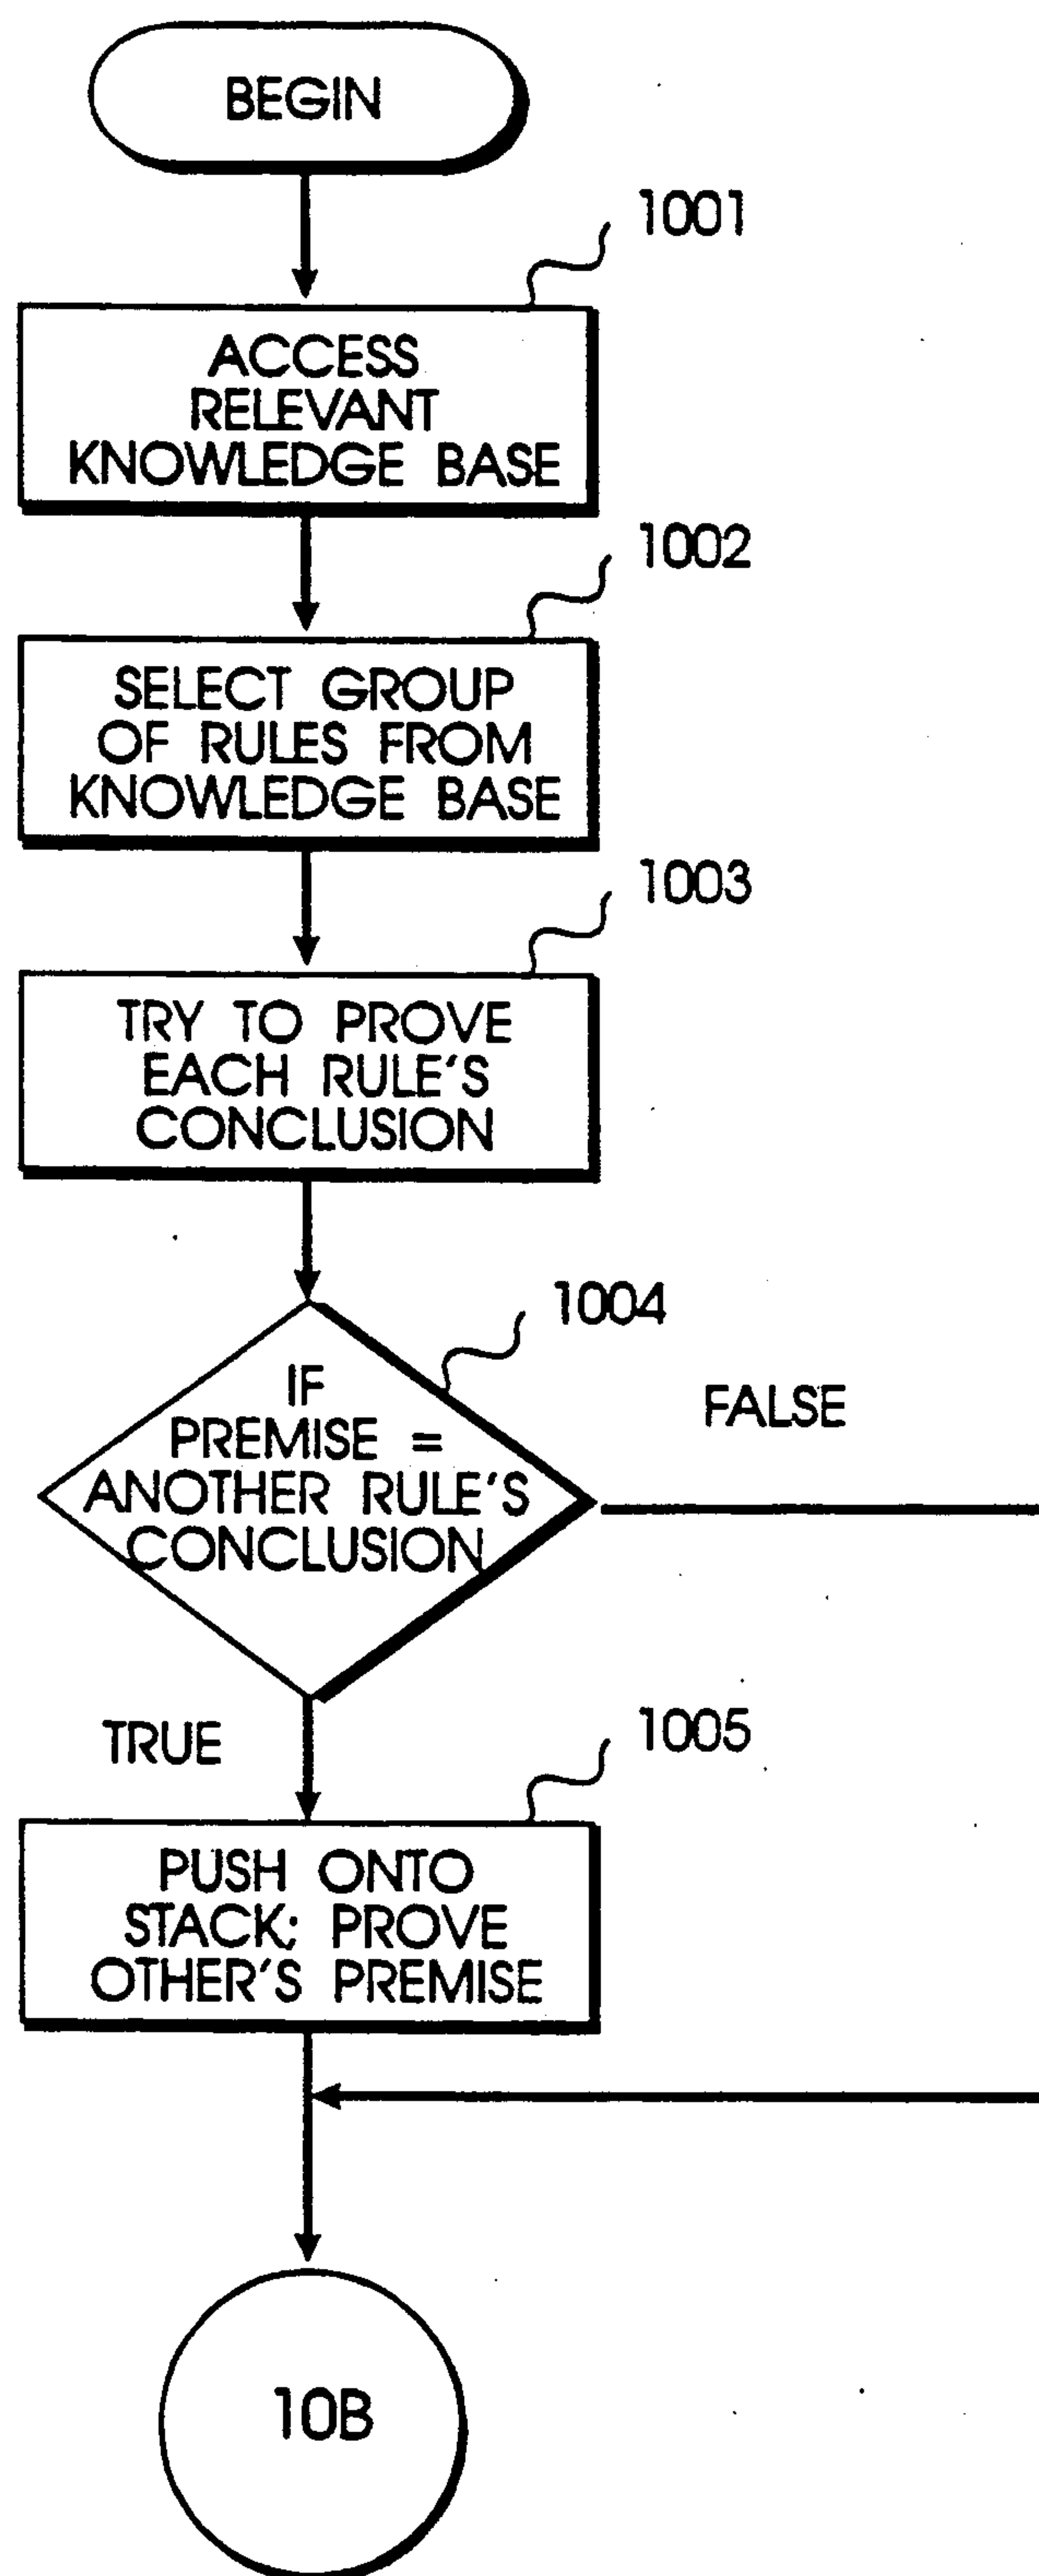 BEGIN
1001
ACCESS
RELEVANT
KNOWLEDGE BASE
1002
SELECT GROUP
OF RULES FROM
KNOWLEDGE BASE
1003
TRY TO PROVE
EACH RULE'S
CONCLUSION
1004
IF
PREMISE =
ANOTHER RULE'S
CONCLUSION
FALSE
TRUE
1005
PUSH ONTO
STACK; PROVE
OTHER'S PREMISE
10B